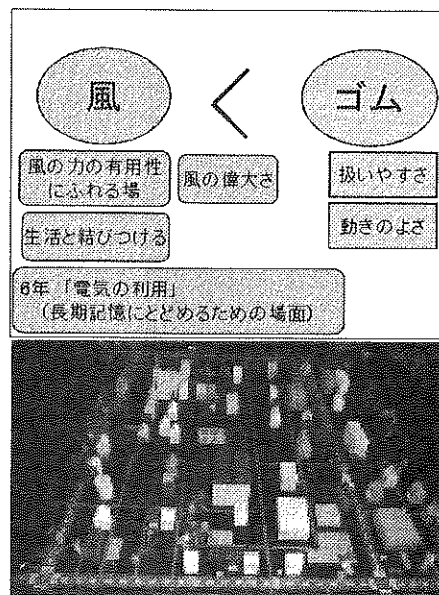 風 < ゴム
風の力の有用性
にふれる場
風の偉大さ
扱いやすさ
生活と結びつける
動きのよさ
6年「電気の利用」
(長期記憶にとどめるための場面)